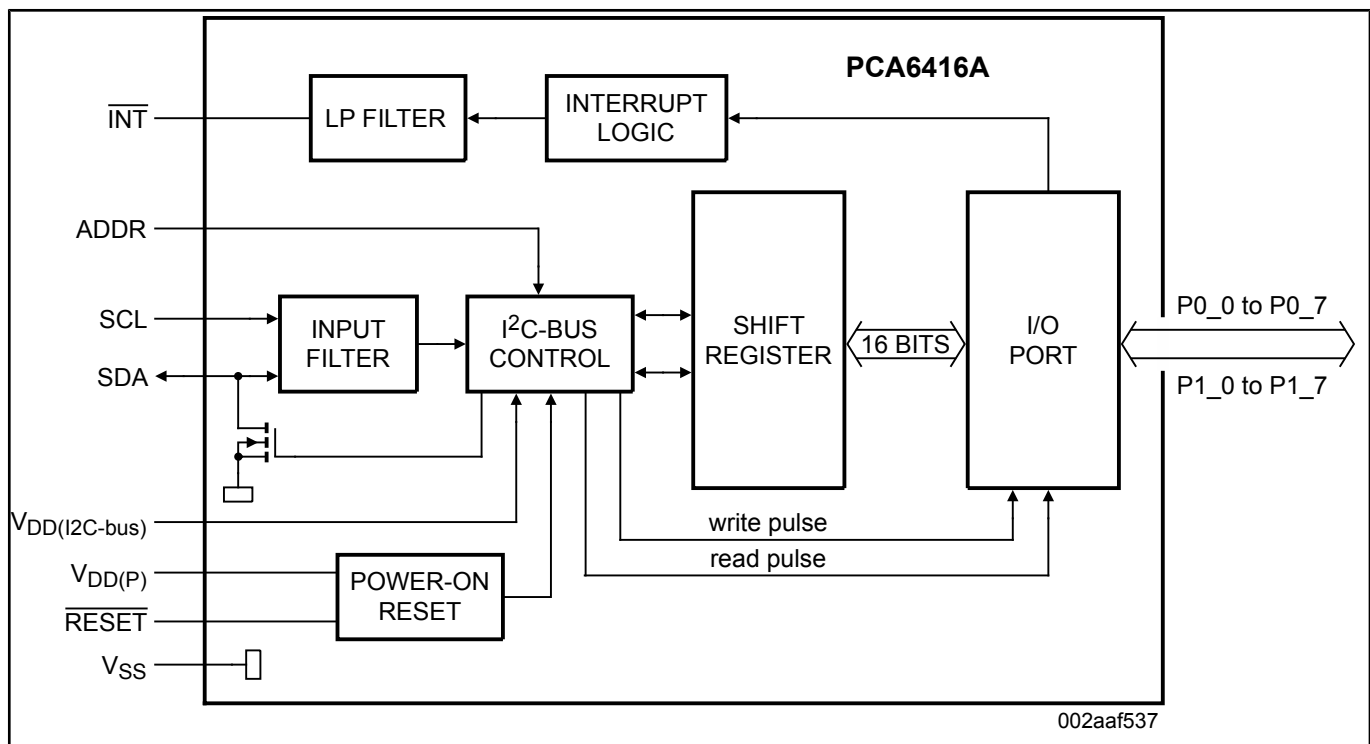 PCA6416A
INT
LP FILTER
INTERRUPT
LOGIC
ADDR
SCL
SDA
INPUT
FILTER
I²C-BUS
CONTROL
SHIFT
REGISTER
16 BITS
I/O
PORT
P0_0 to P0_7
P1_0 to P1_7
VDD(I2C-bus)
write pulse
read pulse
VDD(P)
RESET
POWER-ON
RESET
VSS
002aaf537